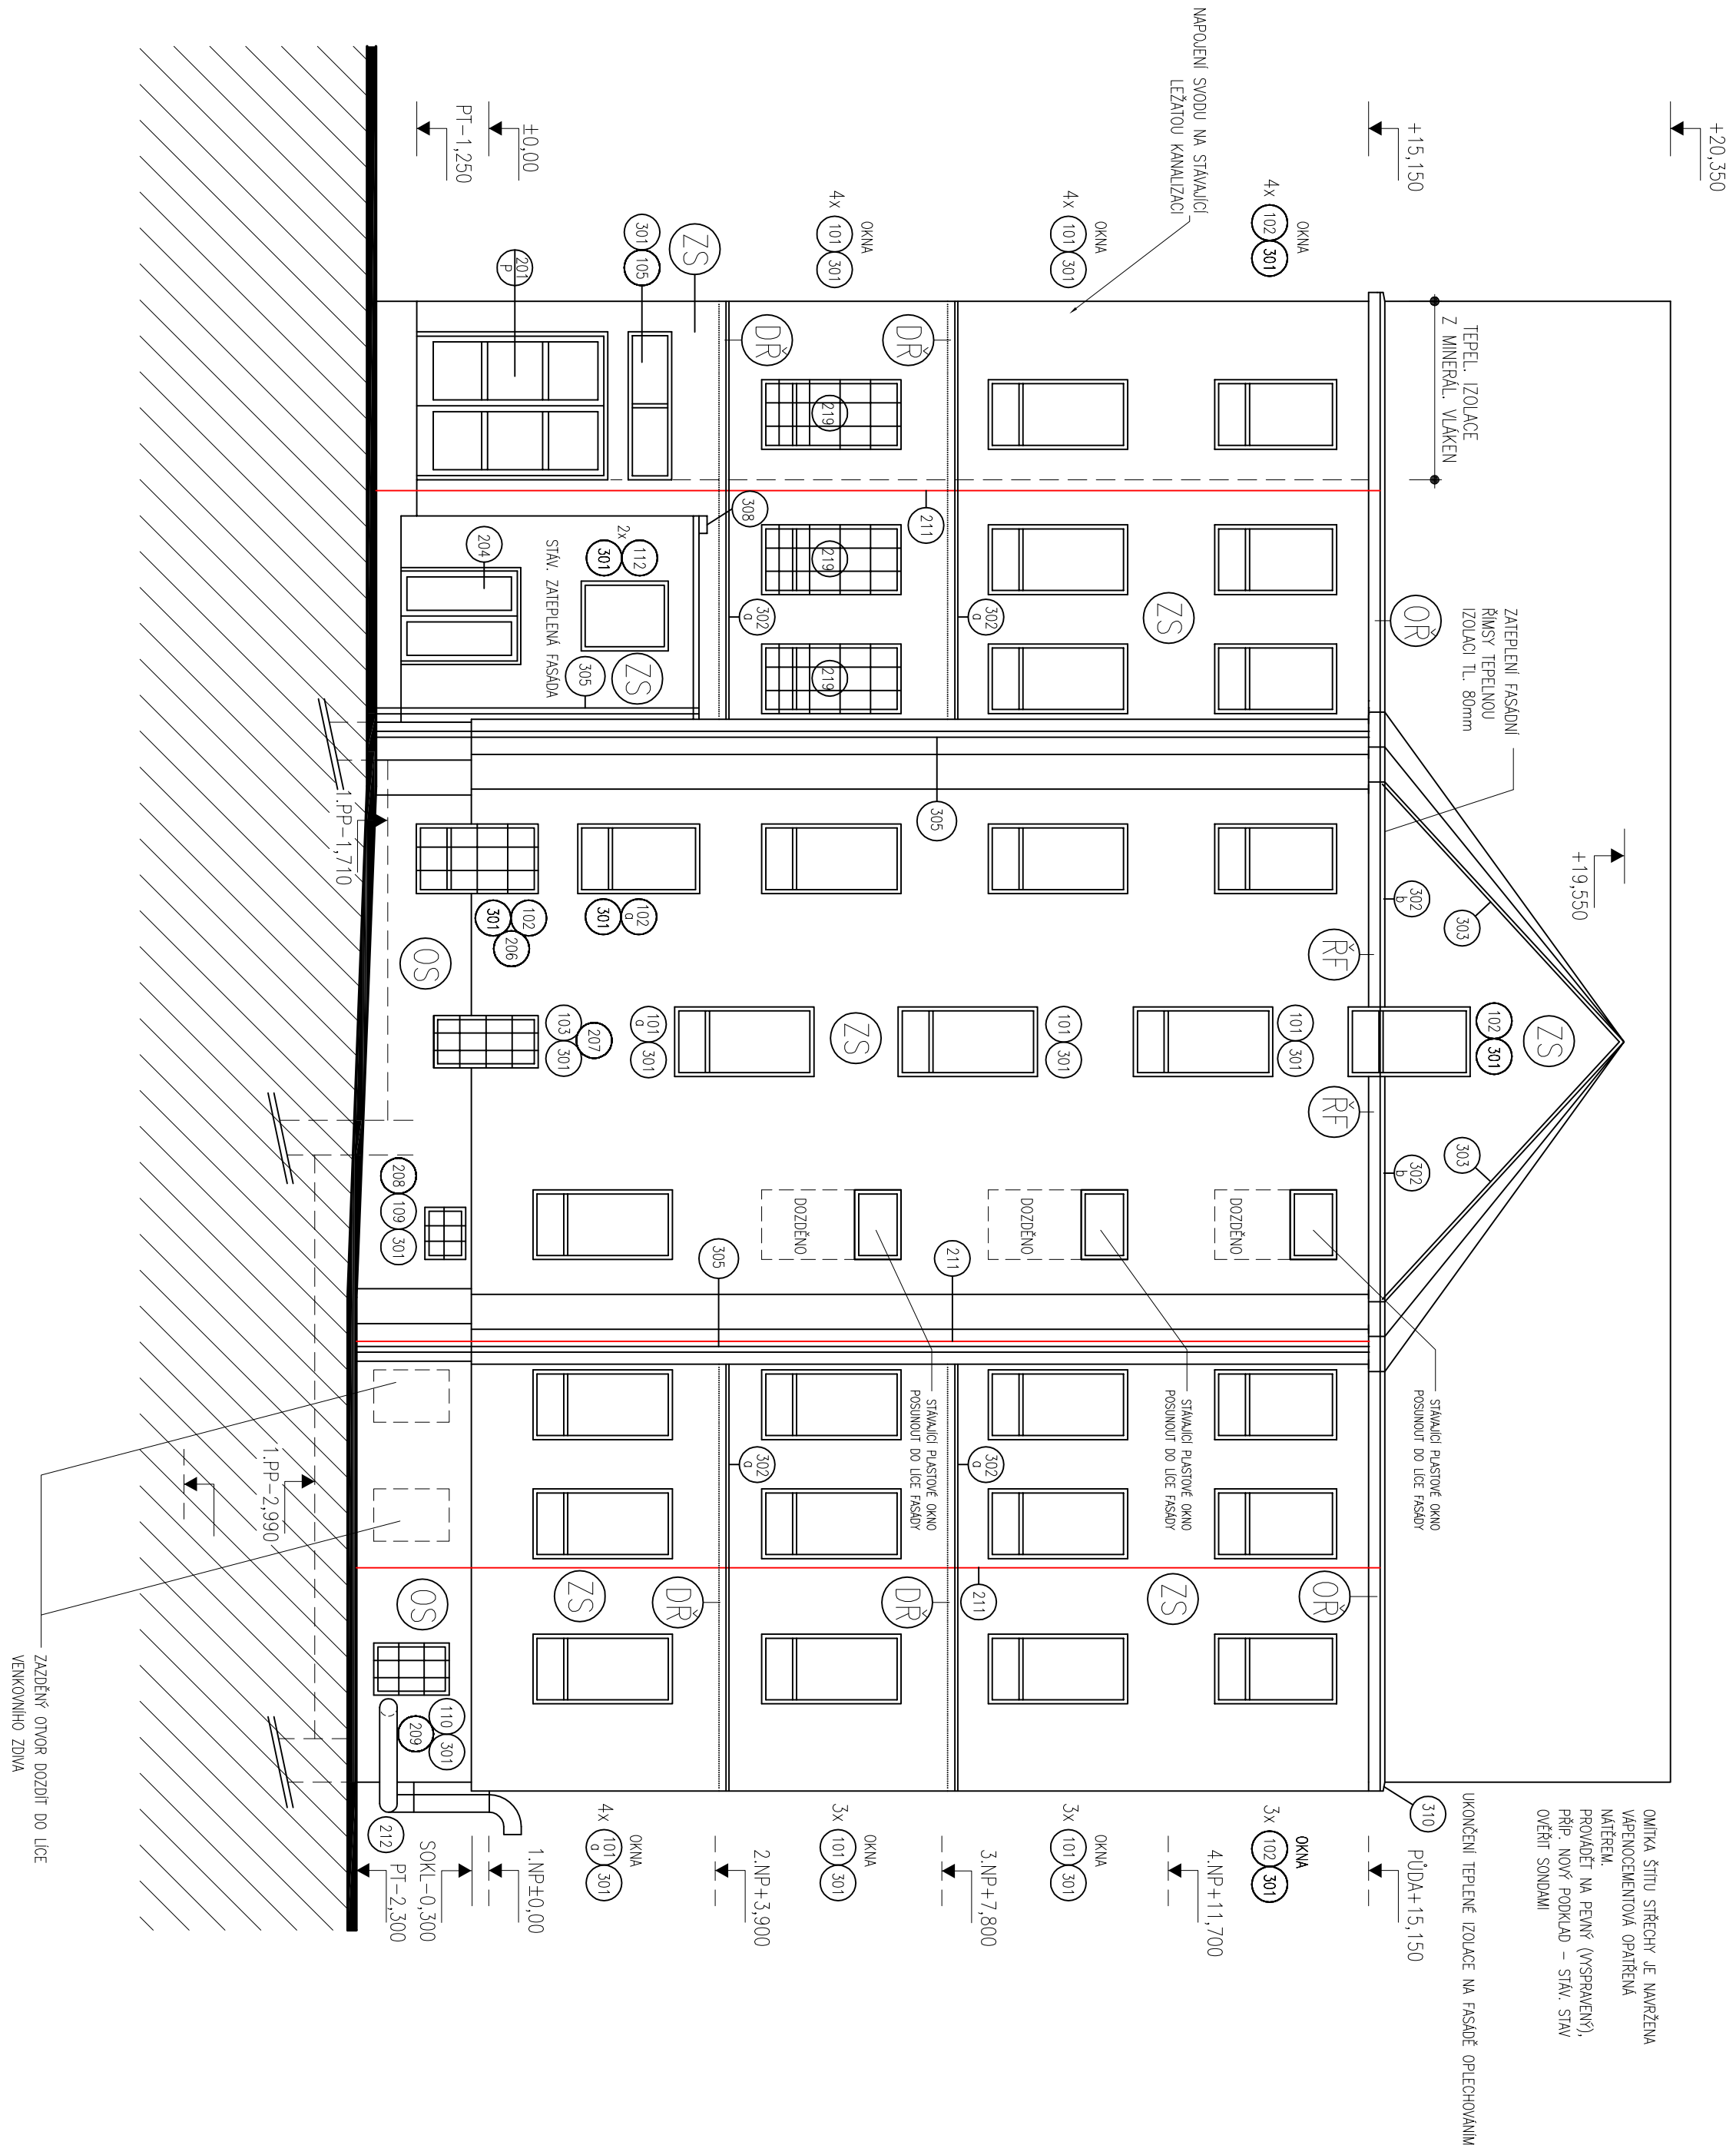 +20,350
+15,150
±0,00
PT-1,250
NAPOJENÍ SVODU NA STÁVAJÍCÍ
LEŽATOU KANALIZACI
OKNA
4x 102 301
OKNA
4x 101 301
OKNA
4x 101 301
ZS
301 105
201
P
TEPEL. IZOLACE
Z MINERÁL. VLÁKEN
DŘ
DŘ
219
219
219
211
308
302
a
302
a
ZS
OŘ
204
2x 112
301
STÁV. ZATEPLENÁ FASÁDA
ZS
305
ZATEPLENÍ FASÁDNÍ
ŘÍMSY TEPELNOU
IZOLACI TL. 80mm
+19,550
305
1.PP-1,710
102
301
206
102
a
301
OS
302
b
303
ŘF
103
301
207
101
a
301
ZS
101
301
101
301
102
301
ZS
ŘF
302
b
303
208 109 301
DOZDĚNO
DOZDĚNO
DOZDĚNO
305
211
STÁVAJÍCÍ PLASTOVÉ OKNO
POSUNOUT DO LÍCE FASÁDY
STÁVAJÍCÍ PLASTOVÉ OKNO
POSUNOUT DO LÍCE FASÁDY
STÁVAJÍCÍ PLASTOVÉ OKNO
POSUNOUT DO LÍCE FASÁDY
302
a
302
a
1.PP-2,990
211
OS
ZS
DŘ
DŘ
ZS
OŘ
110 301
209
212
310
ZAZDĚNÝ OTVOR DOZDÍT DO LÍCE
VENKOVNÍHO ZDIVA
UKONČENÍ TEPLENÉ IZOLACE NA FASÁDĚ OPLECHOVÁNÍM
OMÍTKA ŠTÍTU STŘECHY JE NAVRŽENA
VÁPENOCEMENTOVÁ OPATŘENÁ
NÁTĚREM.
PROVÁDĚT NA PEVNÝ (VYSPRAVENÝ),
PŘÍP. NOVÝ PODKLAD - STÁV. STAV
OVĚŘIT SONDAMI
OKNA
3x 102 301
OKNA
3x 101 301
OKNA
3x 101 301
OKNA
4x 101 301
a
PŮDA+15,150
4.NP+11,700
3.NP+7,800
2.NP+3,900
1.NP±0,00
SOKL-0,300
PT-2,300